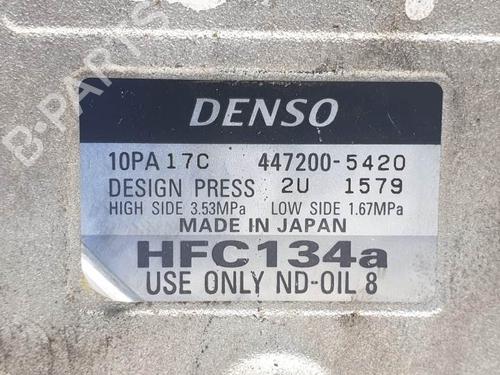 DENSO
10PA17C 447200-5420
DESIGN PRESS 2U 1579
HIGH SIDE 3.53MPa LOW SIDE 1.67MPa
MADE IN JAPAN
HFC134a
USE ONLY ND-OIL 8
B-PARTS